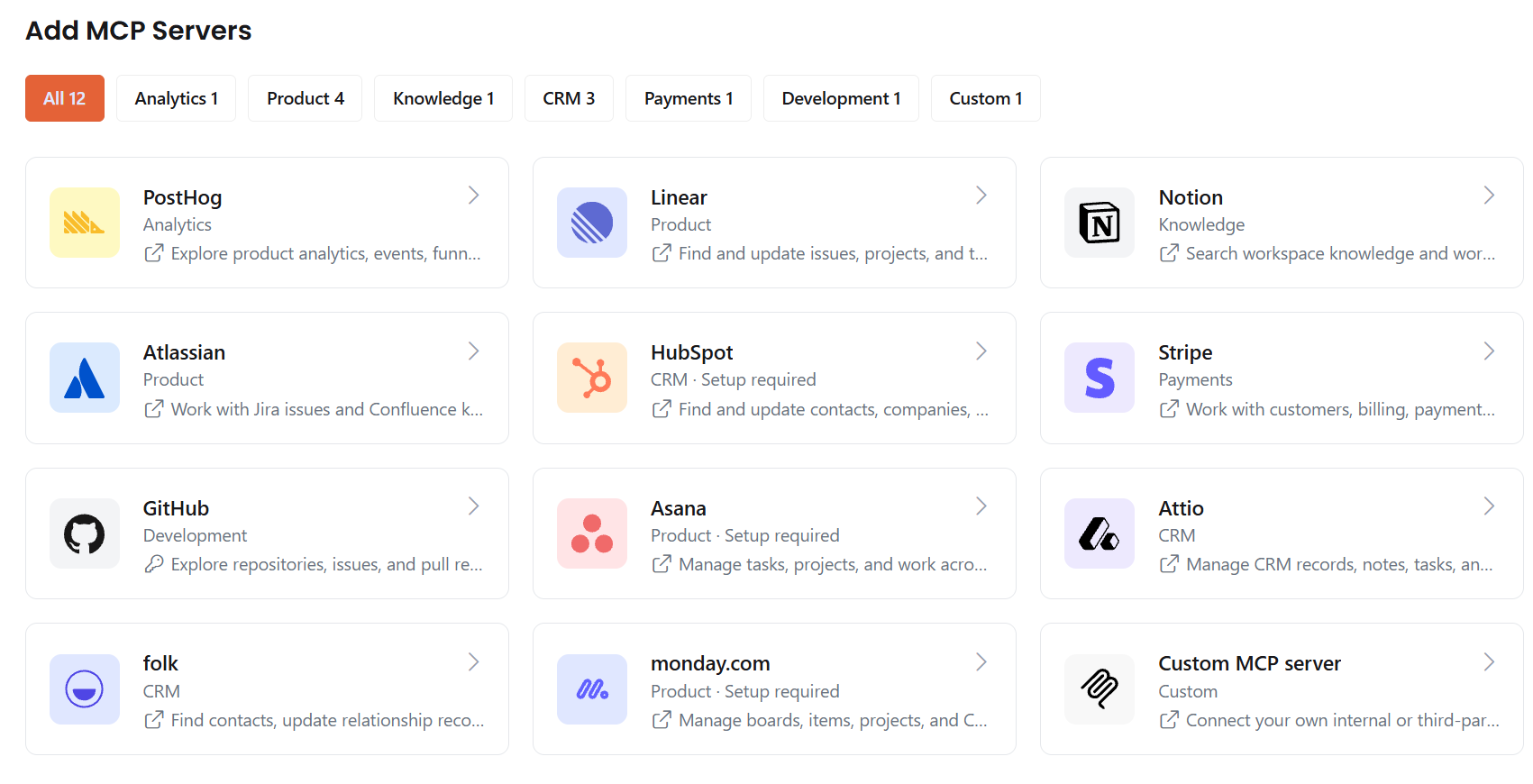 Add MCP Servers
All 12
Analytics 1
Product 4
Knowledge 1
CRM 3
Payments 1
Development 1
Custom 1
PostHog
Analytics
Explore product analytics, events, funn...
Linear
Product
Find and update issues, projects, and t...
Notion
Knowledge
Search workspace knowledge and wor...
Atlassian
Product
Work with Jira issues and Confluence k...
HubSpot
CRM · Setup required
Find and update contacts, companies, ...
Stripe
Payments
Work with customers, billing, payment...
GitHub
Development
Explore repositories, issues, and pull re...
Asana
Product · Setup required
Manage tasks, projects, and work acro...
Attio
CRM
Manage CRM records, notes, tasks, an...
folk
CRM
Find contacts, update relationship reco...
monday.com
Product · Setup required
Manage boards, items, projects, and C...
Custom MCP server
Custom
Connect your own internal or third-par...